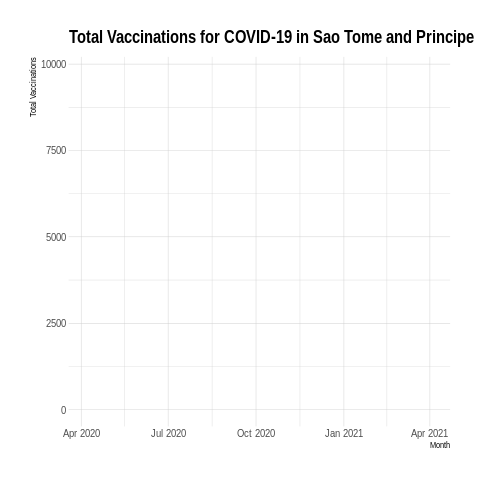 Total Vaccinations for COVID-19 in Sao Tome and Principe
Total Vaccinations
10000
7500
5000
2500
0
Apr 2020 Jul 2020 Oct 2020 Jan 2021 Apr 2021
Month